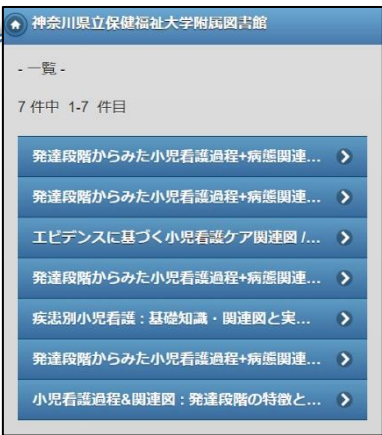 神奈川県立保健福祉大学附属図書館
- 一覧 -
7 件中 1-7 件目
発達段階からみた小児看護過程+病態関連...
発達段階からみた小児看護過程+病態関連...
エビデンスに基づく小児看護ケア関連図 /...
発達段階からみた小児看護過程+病態関連...
疾患別小児看護 : 基礎知識・関連図と実...
発達段階からみた小児看護過程+病態関連...
小児看護過程&関連図 : 発達段階の特徴と...